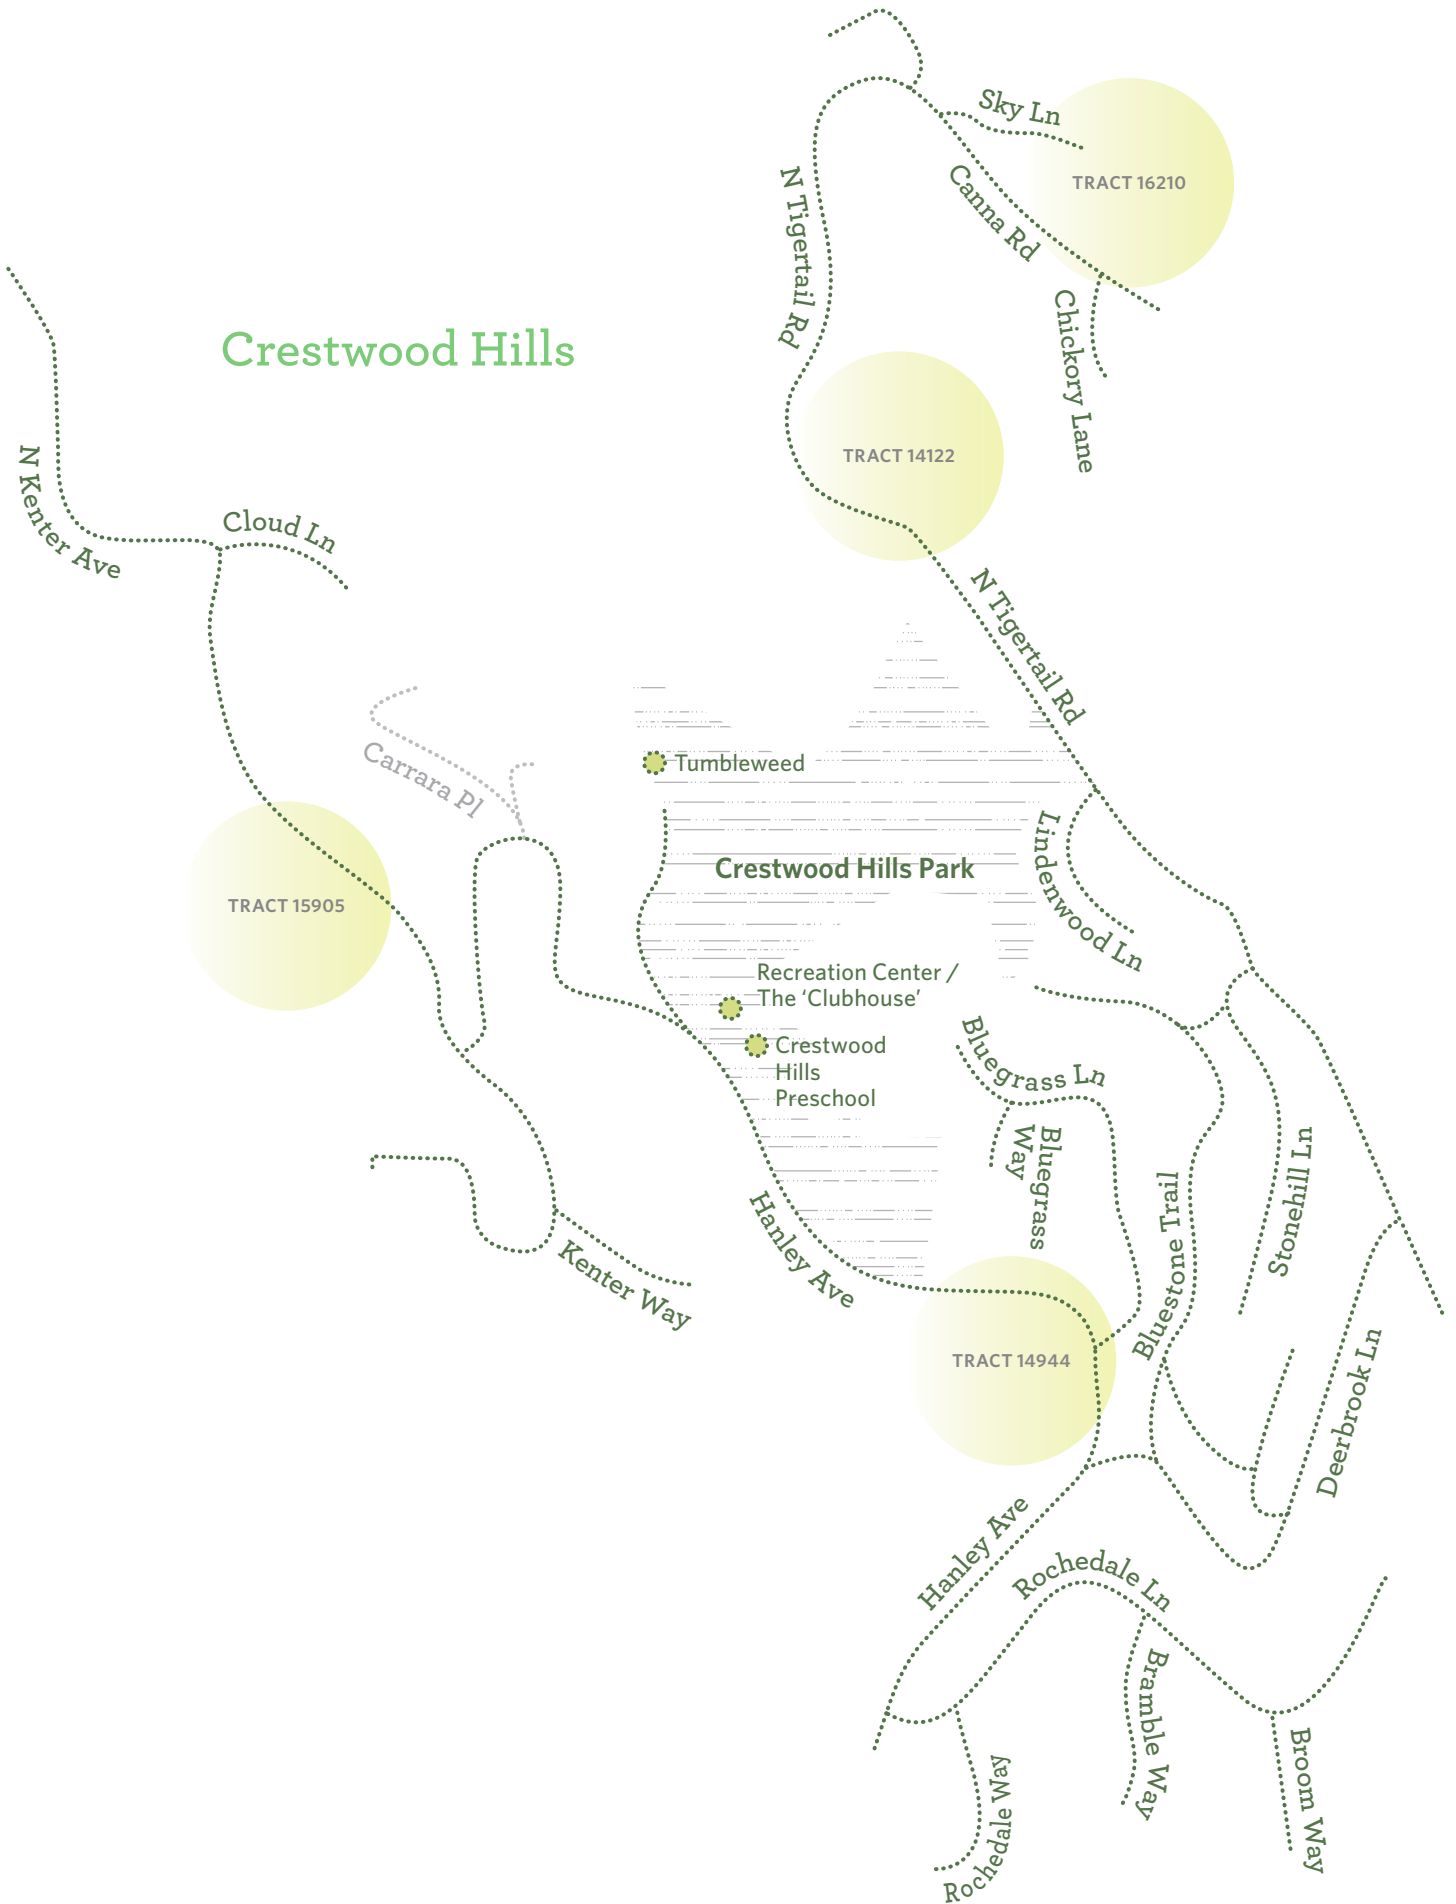 Sky Ln
TRACT 16210
N Tigertail Rd
Canna Rd
Chickory Lane
Crestwood Hills
TRACT 14122
N Kenter Ave
Cloud Ln
N Tigertail Rd
Carrara Pl
Tumbleweed
Crestwood Hills Park
Lindenwood Ln
TRACT 15905
Recreation Center /
The ‘Clubhouse’
Crestwood
Hills
Preschool
Bluegrass Ln
Bluegrass
Way
Stonehill Ln
Bluestone Trail
Hanley Ave
Kenter Way
TRACT 14944
Deerbrook Ln
Hanley Ave
Rochedale Ln
Bramble Way
Broom Way
Rochedale Way